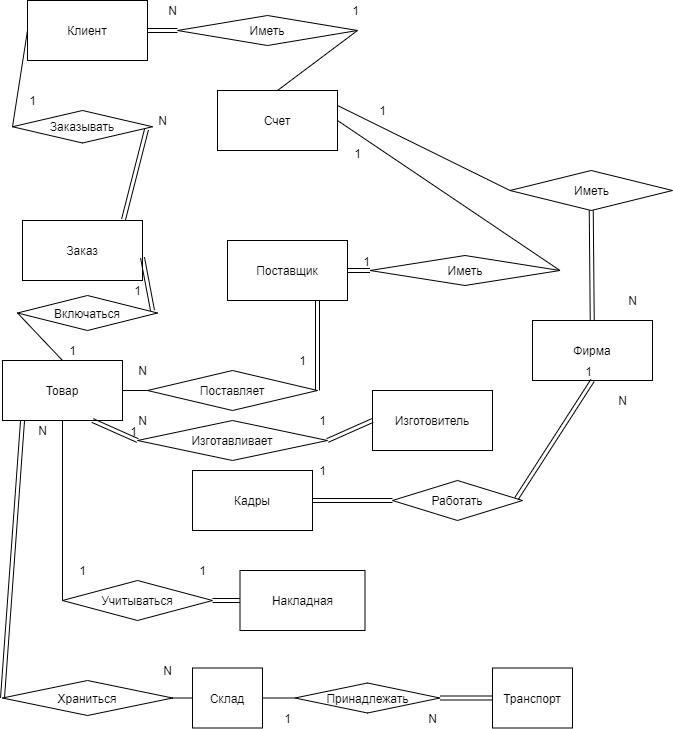 N
1
Клиент
Иметь
1
N
Заказывать
1
Счет
1
Иметь
Заказ
Поставщик
1
Иметь
1
N
Включаться
1
1
Фирма
Товар
N
Поставляет
1
N
N
1
Изготавливает
1
Изготовитель
1
Кадры
Работать
1
1
Учитываться
Накладная
N
Храниться
Склад
Принадлежать
Транспорт
1
N